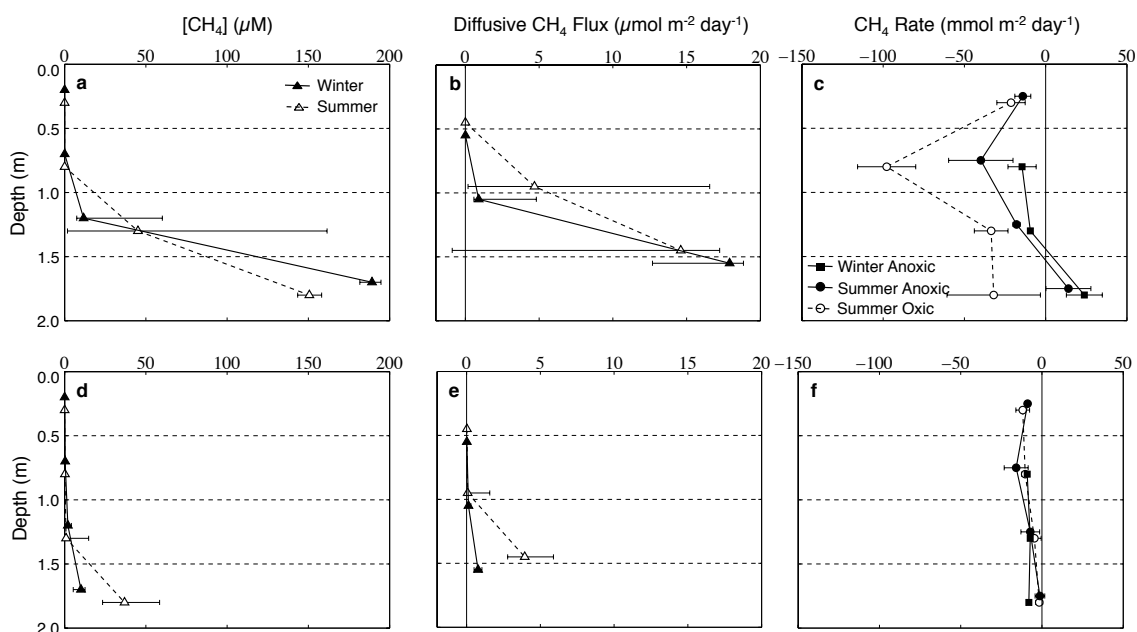 [CH4] (µM)
Diffusive CH4 Flux (µmol m-2 day-1)
CH4 Rate (mmol m-2 day-1)
0 50 100 150 200
0 5 10 15 20
−150 −100 −50 0 50
a
b
c
Winter
Summer
0.0
0.5
1.0
1.5
2.0
Depth (m)
Winter Anoxic
Summer Anoxic
Summer Oxic
0 50 100 150 200
0 5 10 15 20
−150 −100 −50 0 50
d
e
f
0.0
0.5
1.0
1.5
2.0
Depth (m)